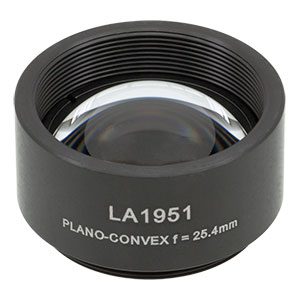 LA1951
PLANO-CONVEX f = 25.4mm